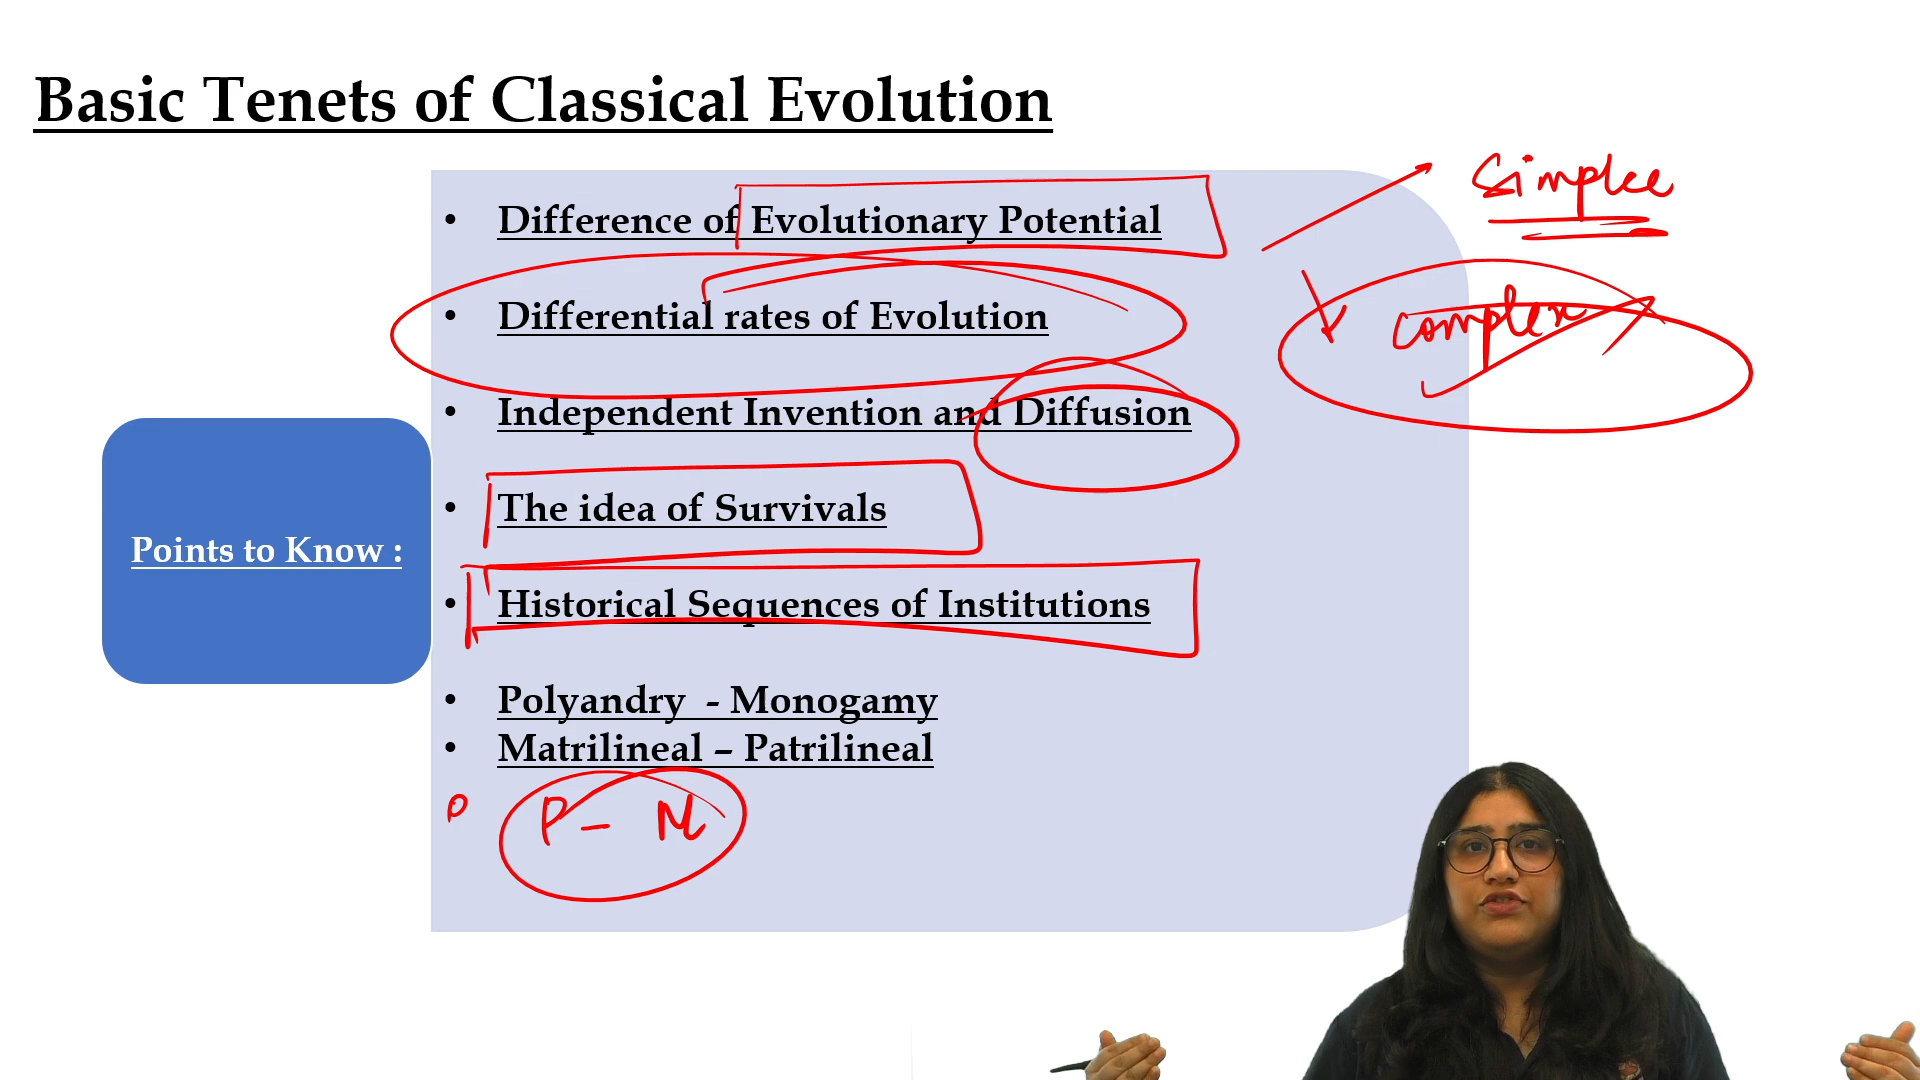 Basic Tenets of Classical Evolution
• Difference of Evolutionary Potential
Simple
• Differential rates of Evolution
complex
• Independent Invention and Diffusion
• The idea of Survivals
Points to Know :
• Historical Sequences of Institutions
• Polyandry - Monogamy
• Matrilineal – Patrilineal
P – M